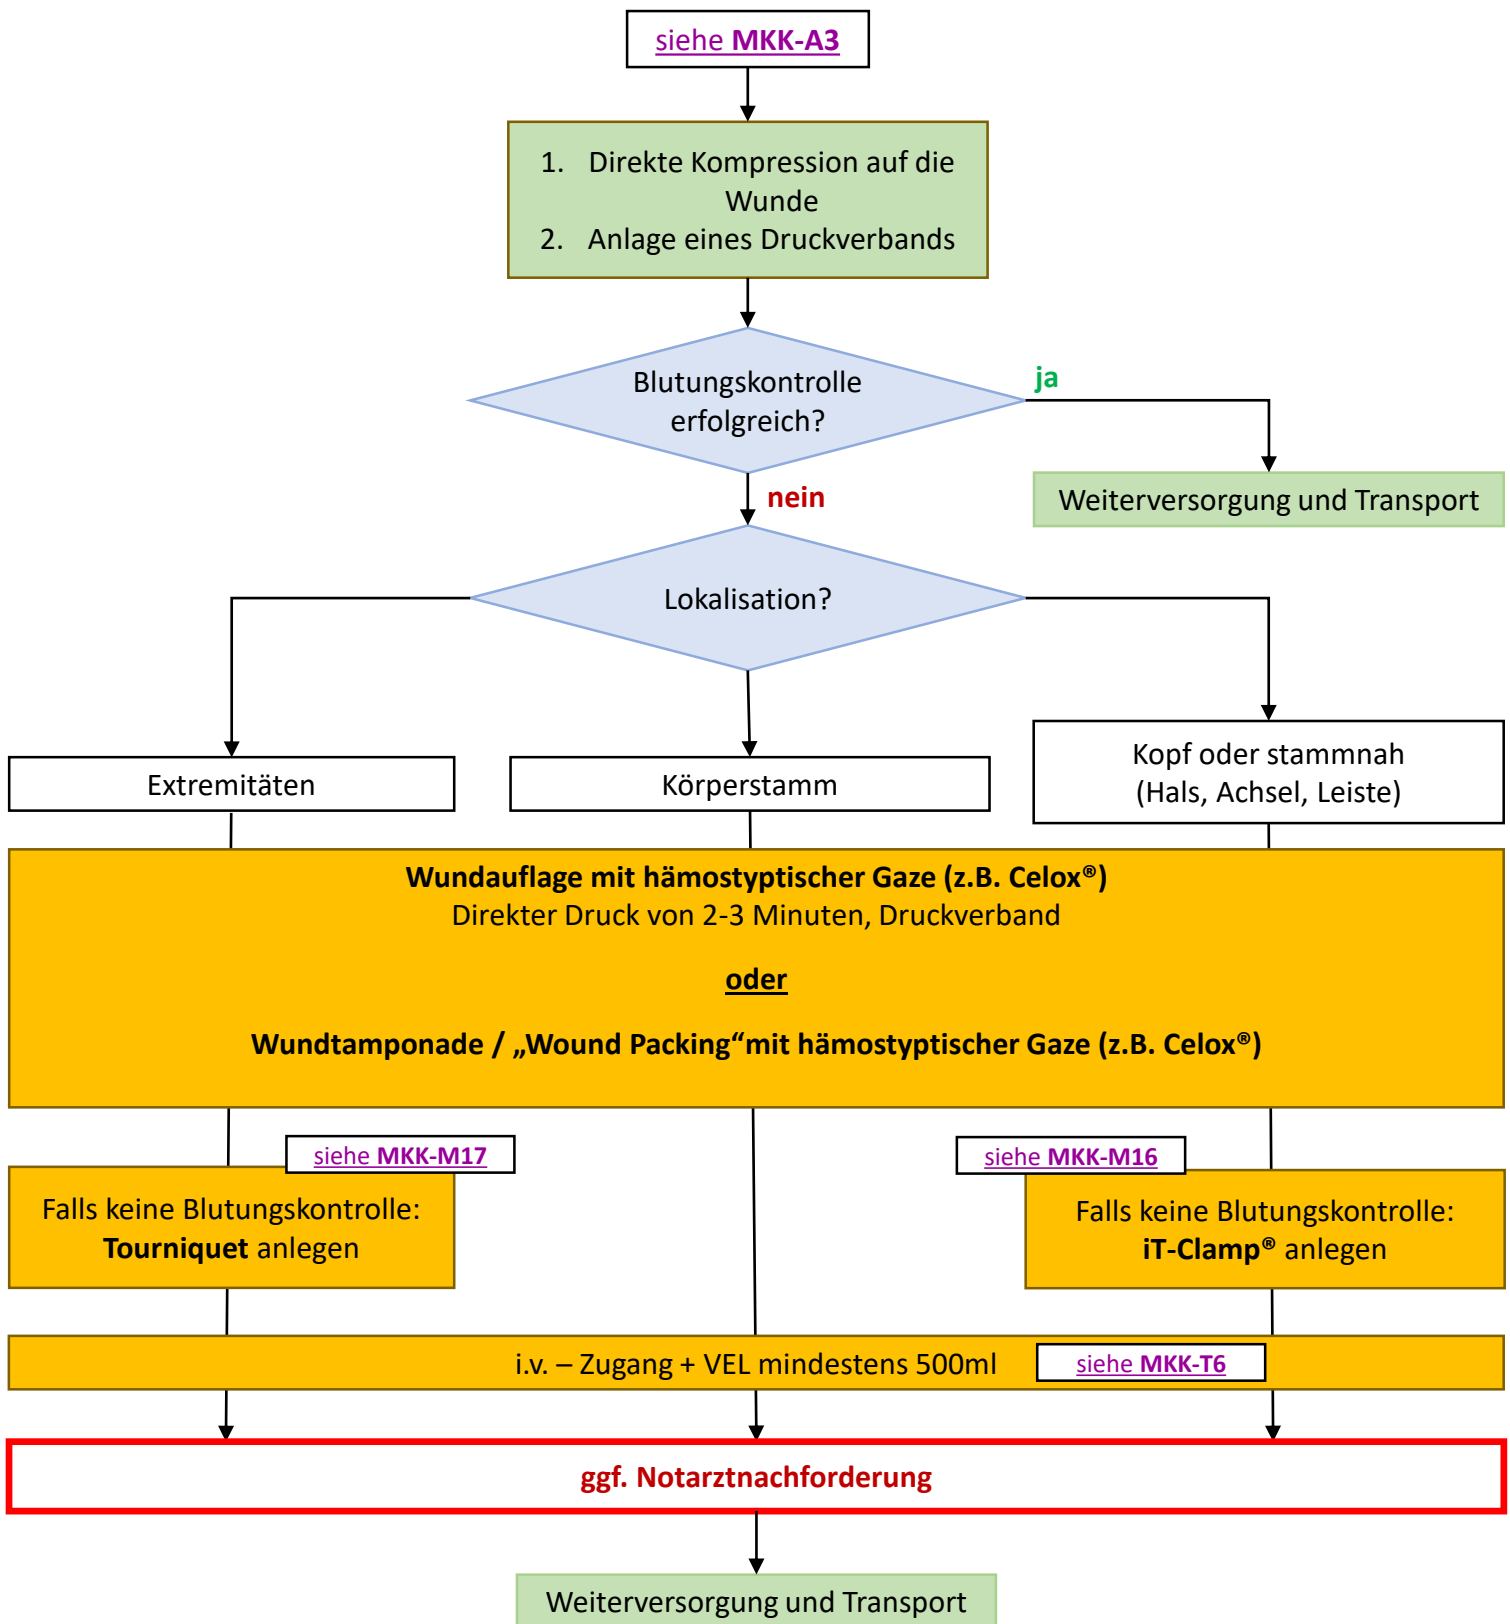 siehe MKK-A3
1. Direkte Kompression auf die
Wunde
2. Anlage eines Druckverbands
Blutungskontrolle
erfolgreich?
ja
Weiterversorgung und Transport
nein
Lokalisation?
Extremitäten
Körperstamm
Kopf oder stammnah
(Hals, Achsel, Leiste)
Wundauflage mit hämostyptischer Gaze (z.B. Celox®)
Direkter Druck von 2-3 Minuten, Druckverband
oder
Wundtamponade / „Wound Packing“mit hämostyptischer Gaze (z.B. Celox®)
siehe MKK-M17
Falls keine Blutungskontrolle:
Tourniquet anlegen
siehe MKK-M16
Falls keine Blutungskontrolle:
iT-Clamp® anlegen
i.v. – Zugang + VEL mindestens 500ml
siehe MKK-T6
ggf. Notarztnachforderung
Weiterversorgung und Transport